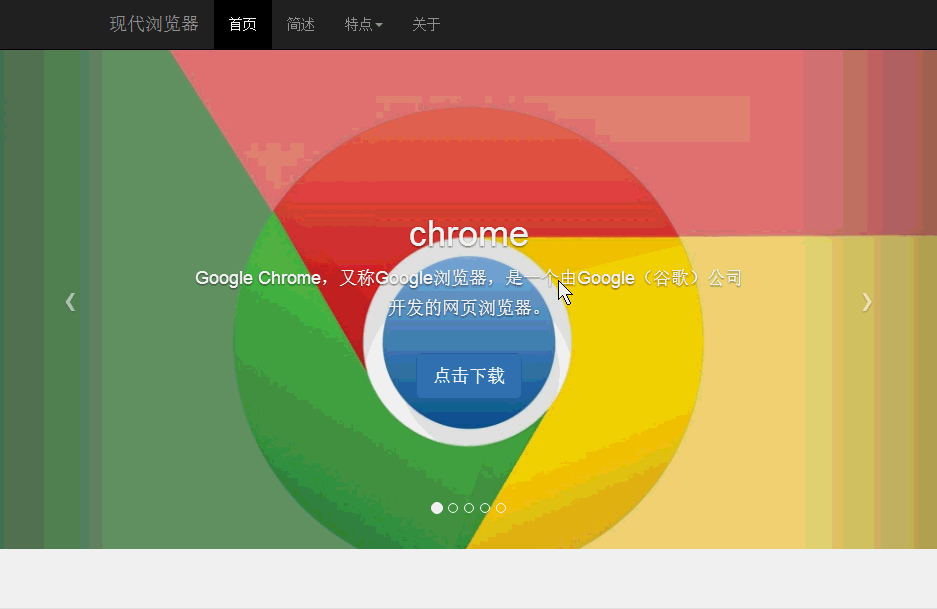 现代浏览器 首页 简述 特点 关于
chrome
Google Chrome，又称Google浏览器，是一个由Google（谷歌）公司
开发的网页浏览器。
点击下载